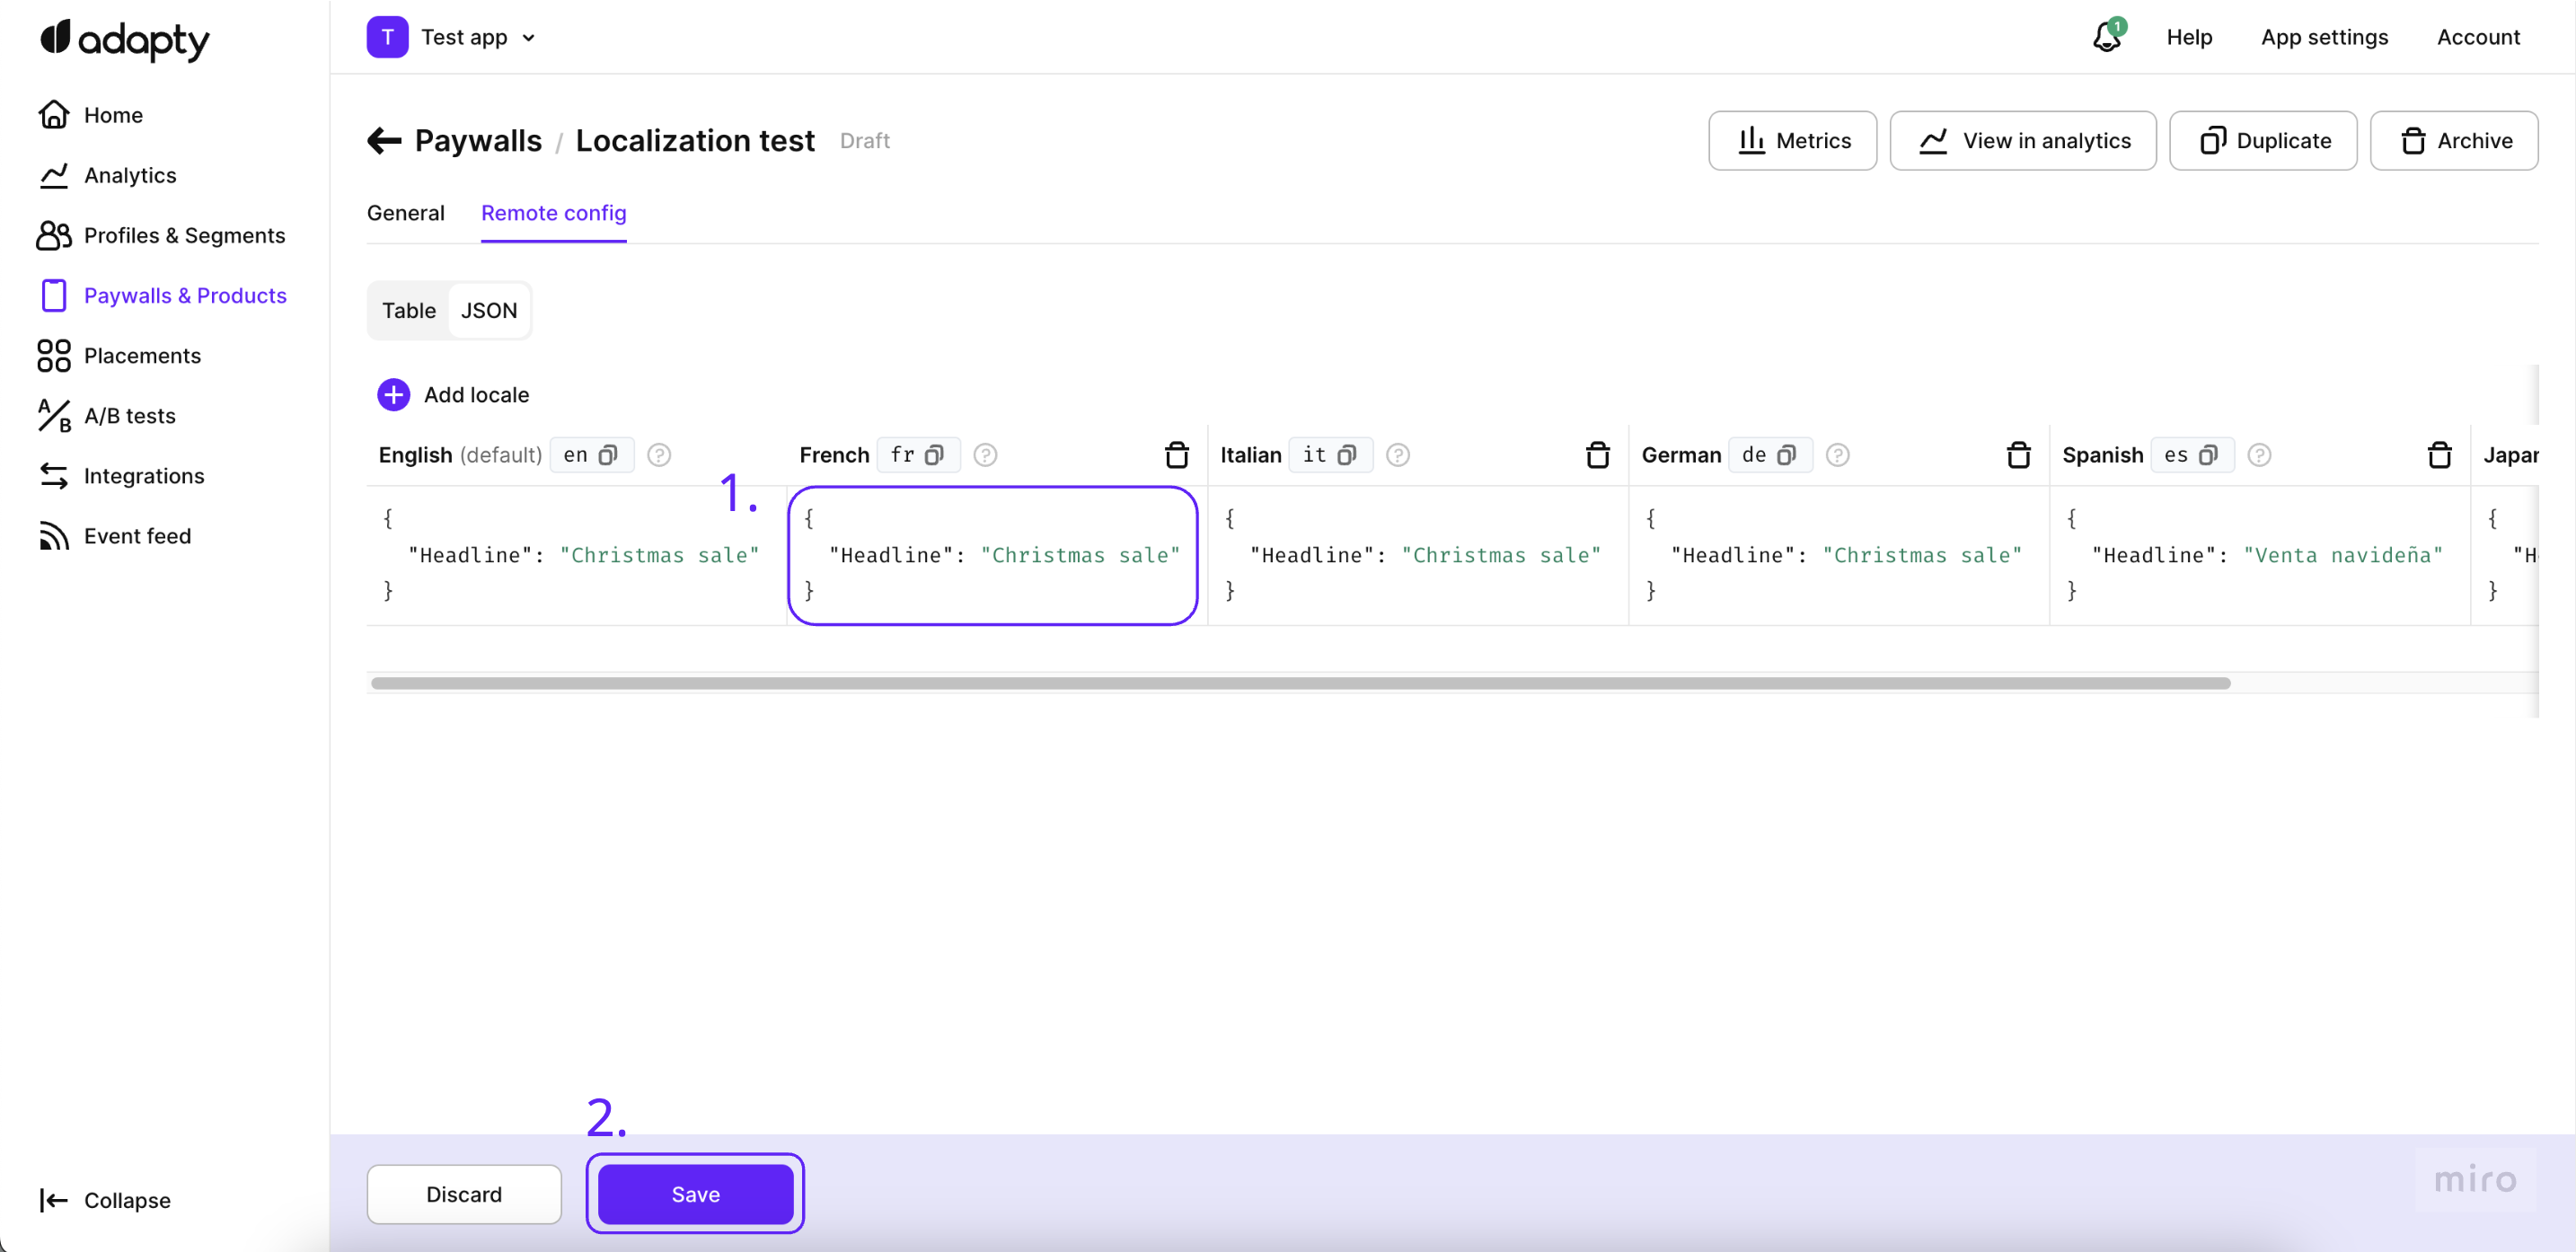 adapty
T Test app
1
Help
App settings
Account
Home
Analytics
Profiles & Segments
Paywalls & Products
Placements
A/B A/B tests
Integrations
Event feed
Collapse
Paywalls / Localization test Draft
Metrics
View in analytics
Duplicate
Archive
General
Remote config
Table
JSON
Add locale
English (default) en ?
French fr ?
Italian it ?
German de ?
Spanish es ?
Japan
1.
{
"Headline": "Christmas sale"
}
{
"Headline": "Christmas sale"
}
{
"Headline": "Christmas sale"
}
{
"Headline": "Christmas sale"
}
{
"Headline": "Venta navideña"
}
{
"H
}
2.
Discard
Save
miro